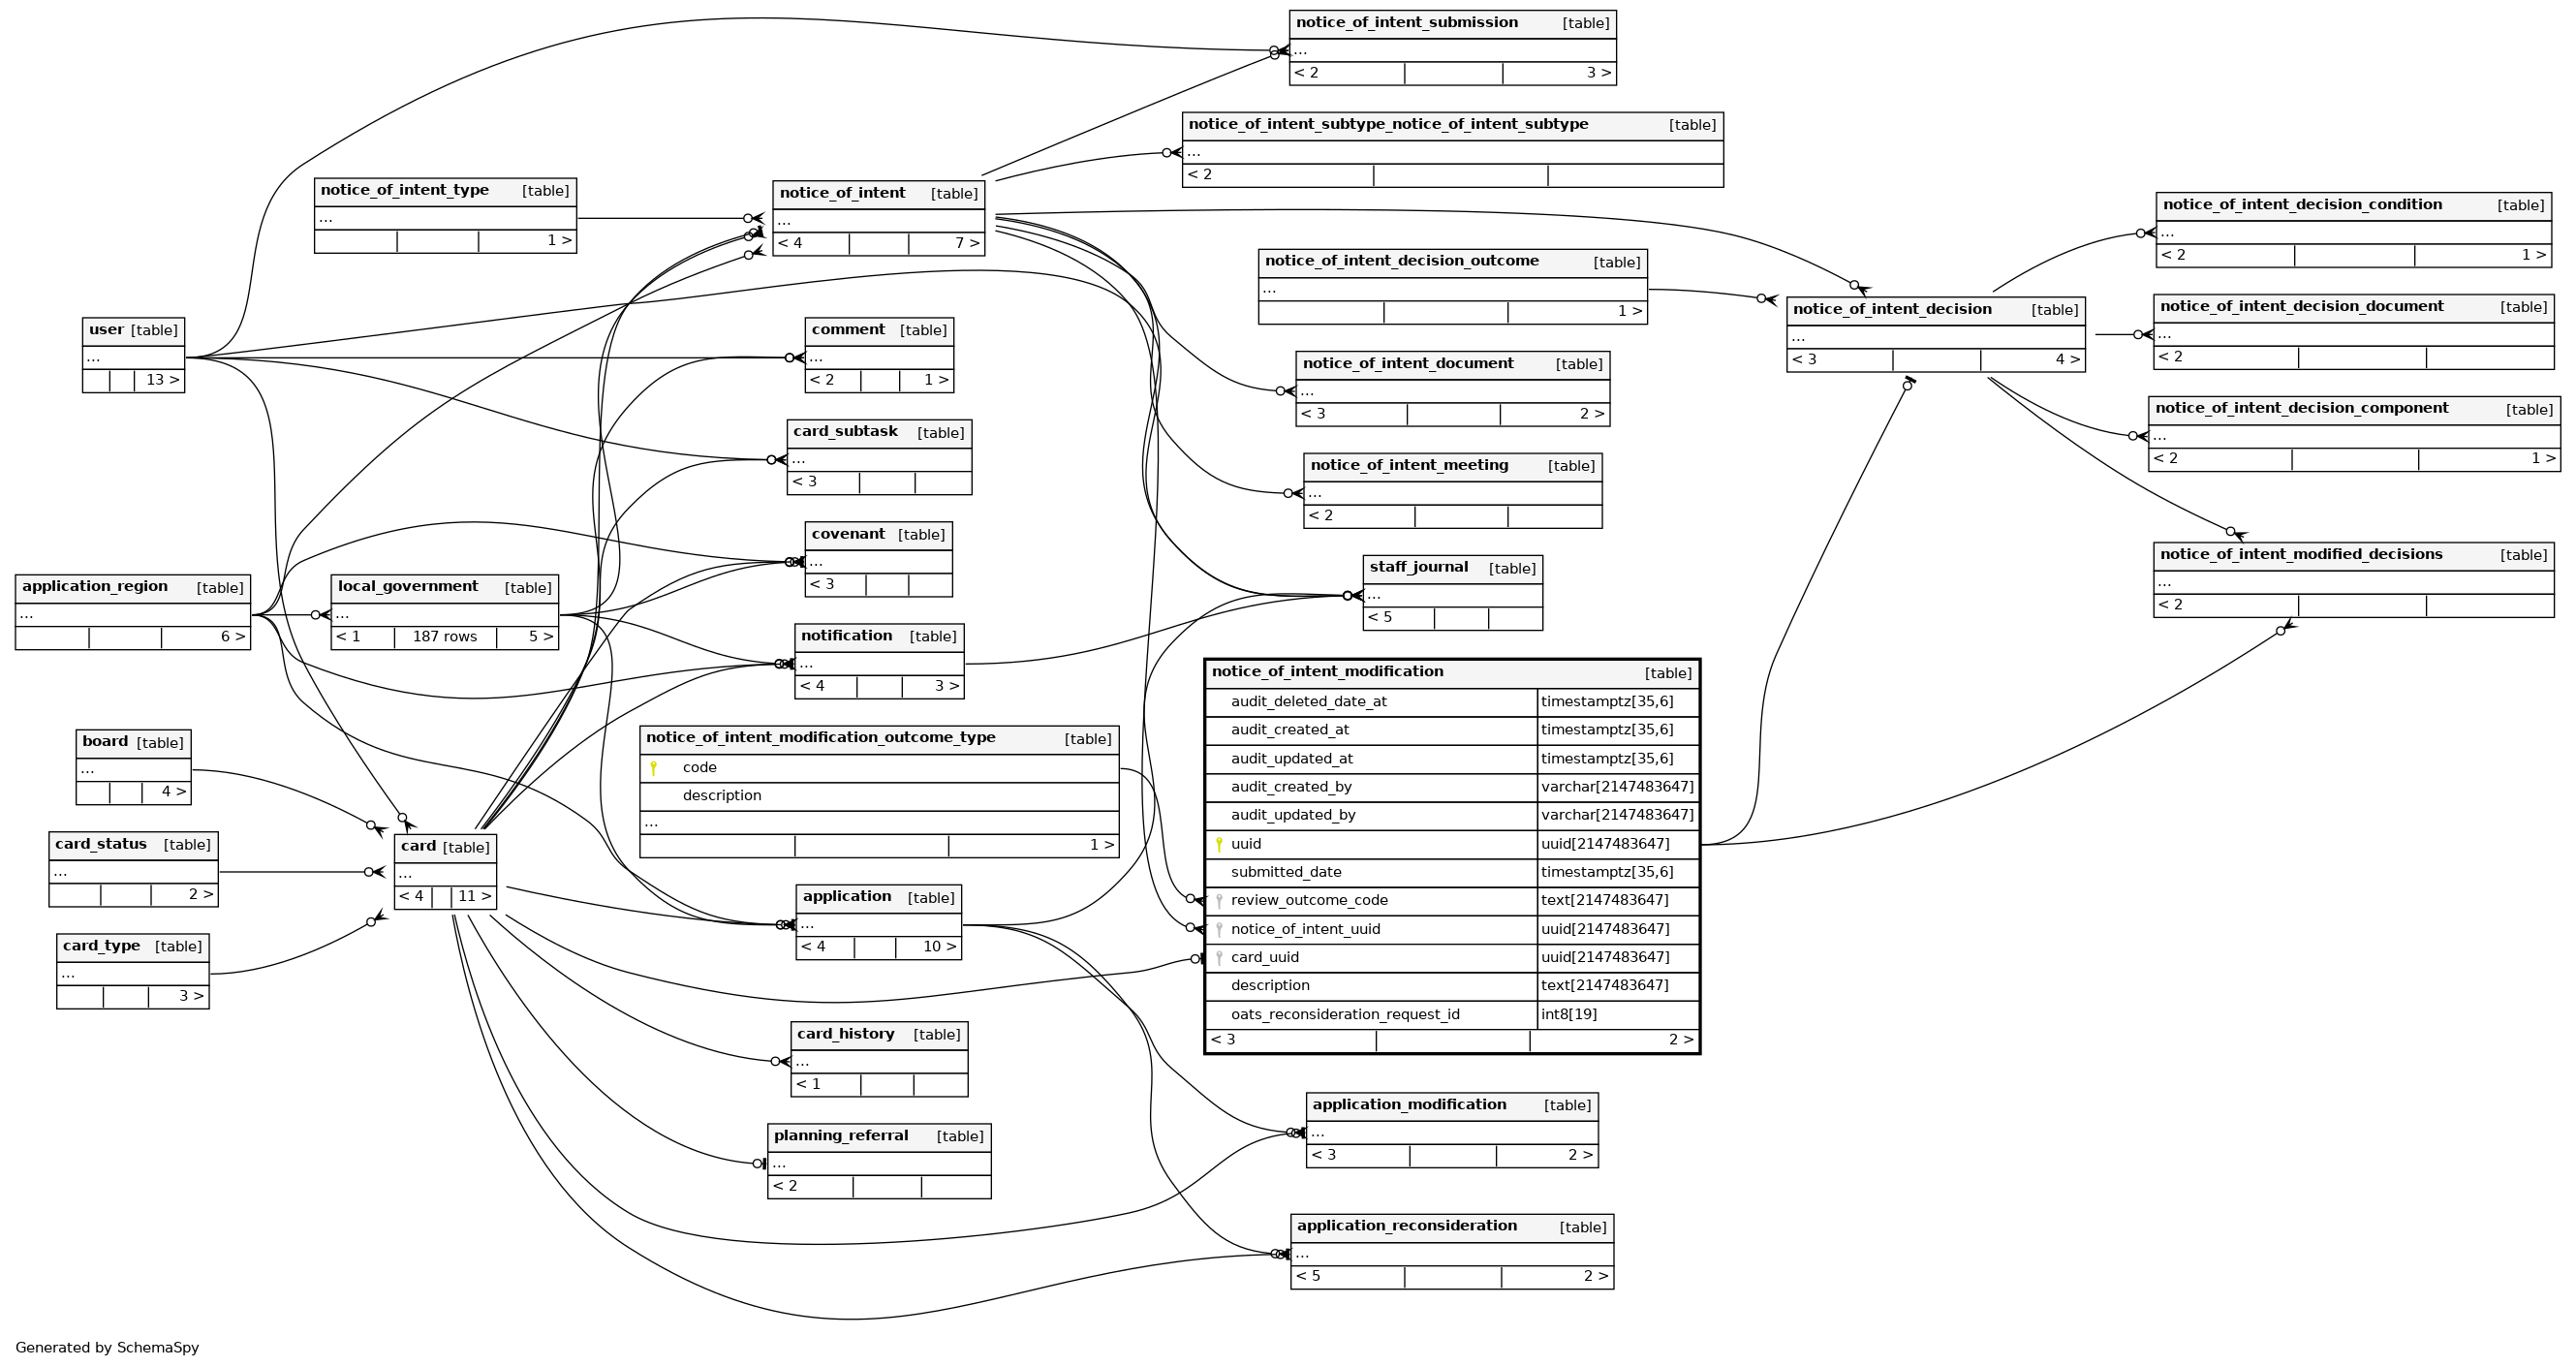 notice_of_intent_submission [table]
...
< 2 3 >
notice_of_intent_subtype_notice_of_intent_subtype [table]
...
< 2
notice_of_intent_type [table]
...
1 >
notice_of_intent [table]
...
< 4 7 >
notice_of_intent_decision_condition [table]
...
< 2 1 >
notice_of_intent_decision_outcome [table]
...
1 >
notice_of_intent_decision [table]
...
< 3 4 >
notice_of_intent_decision_document [table]
...
< 2
user [table]
...
13 >
comment [table]
...
< 2 1 >
notice_of_intent_document [table]
...
< 3 2 >
notice_of_intent_decision_component [table]
...
< 2 1 >
card_subtask [table]
...
< 3
notice_of_intent_meeting [table]
...
< 2
covenant [table]
...
< 3
notice_of_intent_modified_decisions [table]
...
< 2
staff_journal [table]
...
< 5
application_region [table]
...
6 >
local_government [table]
...
< 1 187 rows 5 >
notification [table]
...
< 4 3 >
notice_of_intent_modification [table]
audit_deleted_date_at timestamptz[35,6]
audit_created_at timestamptz[35,6]
audit_updated_at timestamptz[35,6]
audit_created_by varchar[2147483647]
audit_updated_by varchar[2147483647]
uuid uuid[2147483647]
submitted_date timestamptz[35,6]
review_outcome_code text[2147483647]
notice_of_intent_uuid uuid[2147483647]
card_uuid uuid[2147483647]
description text[2147483647]
oats_reconsideration_request_id int8[19]
< 3 2 >
board [table]
...
4 >
notice_of_intent_modification_outcome_type [table]
code
description
...
1 >
card_status [table]
...
2 >
card [table]
...
< 4 11 >
application [table]
...
< 4 10 >
card_type [table]
...
3 >
card_history [table]
...
< 1
application_modification [table]
...
< 3 2 >
planning_referral [table]
...
< 2
application_reconsideration [table]
...
< 5 2 >
Generated by SchemaSpy